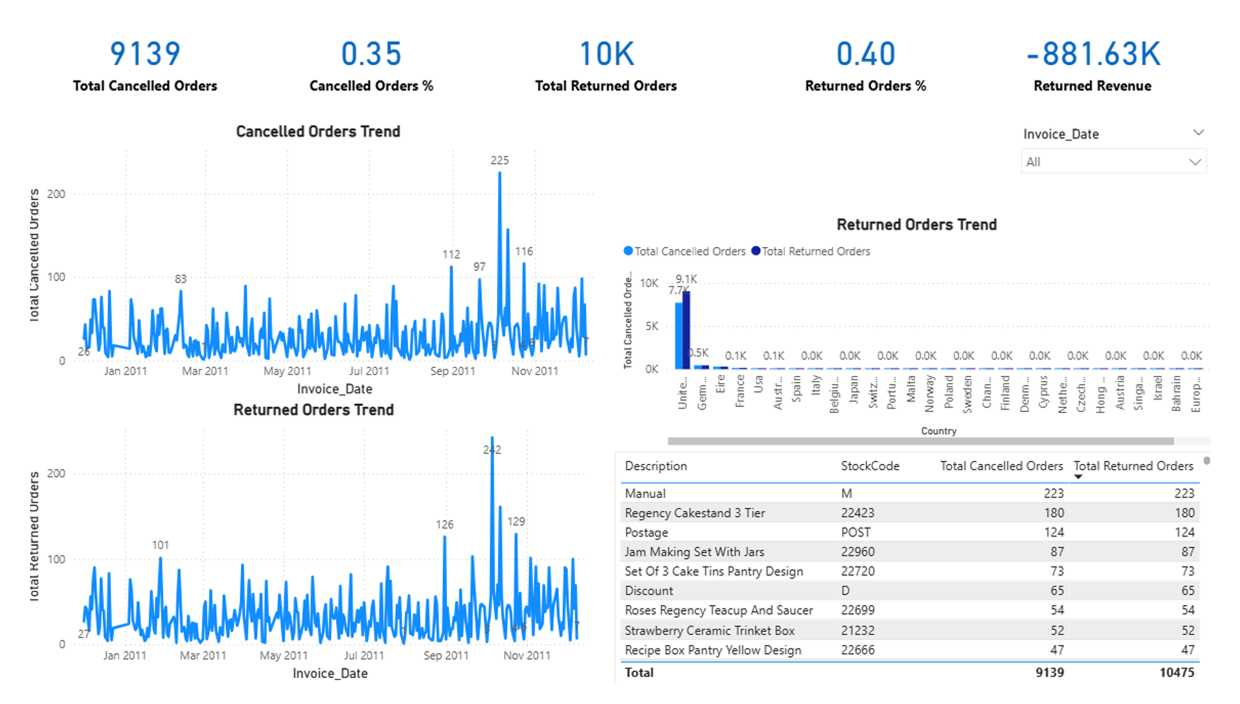 9139
Total Cancelled Orders
0.35
Cancelled Orders %
10K
Total Returned Orders
0.40
Returned Orders %
-881.63K
Returned Revenue
Cancelled Orders Trend
Total Cancelled Orders
200
100
0
26
83
112
97
225
116
Jan 2011 Mar 2011 May 2011 Jul 2011 Sep 2011 Nov 2011
Invoice_Date
Returned Orders Trend
Total Returned Orders
200
100
0
27
101
126
242
129
7
Jan 2011 Mar 2011 May 2011 Jul 2011 Sep 2011 Nov 2011
Invoice_Date
Invoice_Date
All
Returned Orders Trend
Total Cancelled Orders Total Returned Orders
Total Cancelled Orde...
10K
5K
0K
9.1K
7.7K
0.5K 0.1K 0.1K 0.0K 0.0K 0.0K 0.0K 0.0K 0.0K 0.0K 0.0K 0.0K 0.0K 0.0K
Unite... Germ... Eire France Usa Austr... Spain Italy Belgiu... Japan Switz... Portu... Malta Norway Poland Sweden Chan... Finland Denm... Cyprus Nethe... Czech... Hong ... Austria Singa... Israel Bahrain Europ...
Country
Description StockCode Total Cancelled Orders Total Returned Orders
Manual M 223 223
Regency Cakestand 3 Tier 22423 180 180
Postage POST 124 124
Jam Making Set With Jars 22960 87 87
Set Of 3 Cake Tins Pantry Design 22720 73 73
Discount D 65 65
Roses Regency Teacup And Saucer 22699 54 54
Strawberry Ceramic Trinket Box 21232 52 52
Recipe Box Pantry Yellow Design 22666 47 47
Total 9139 10475